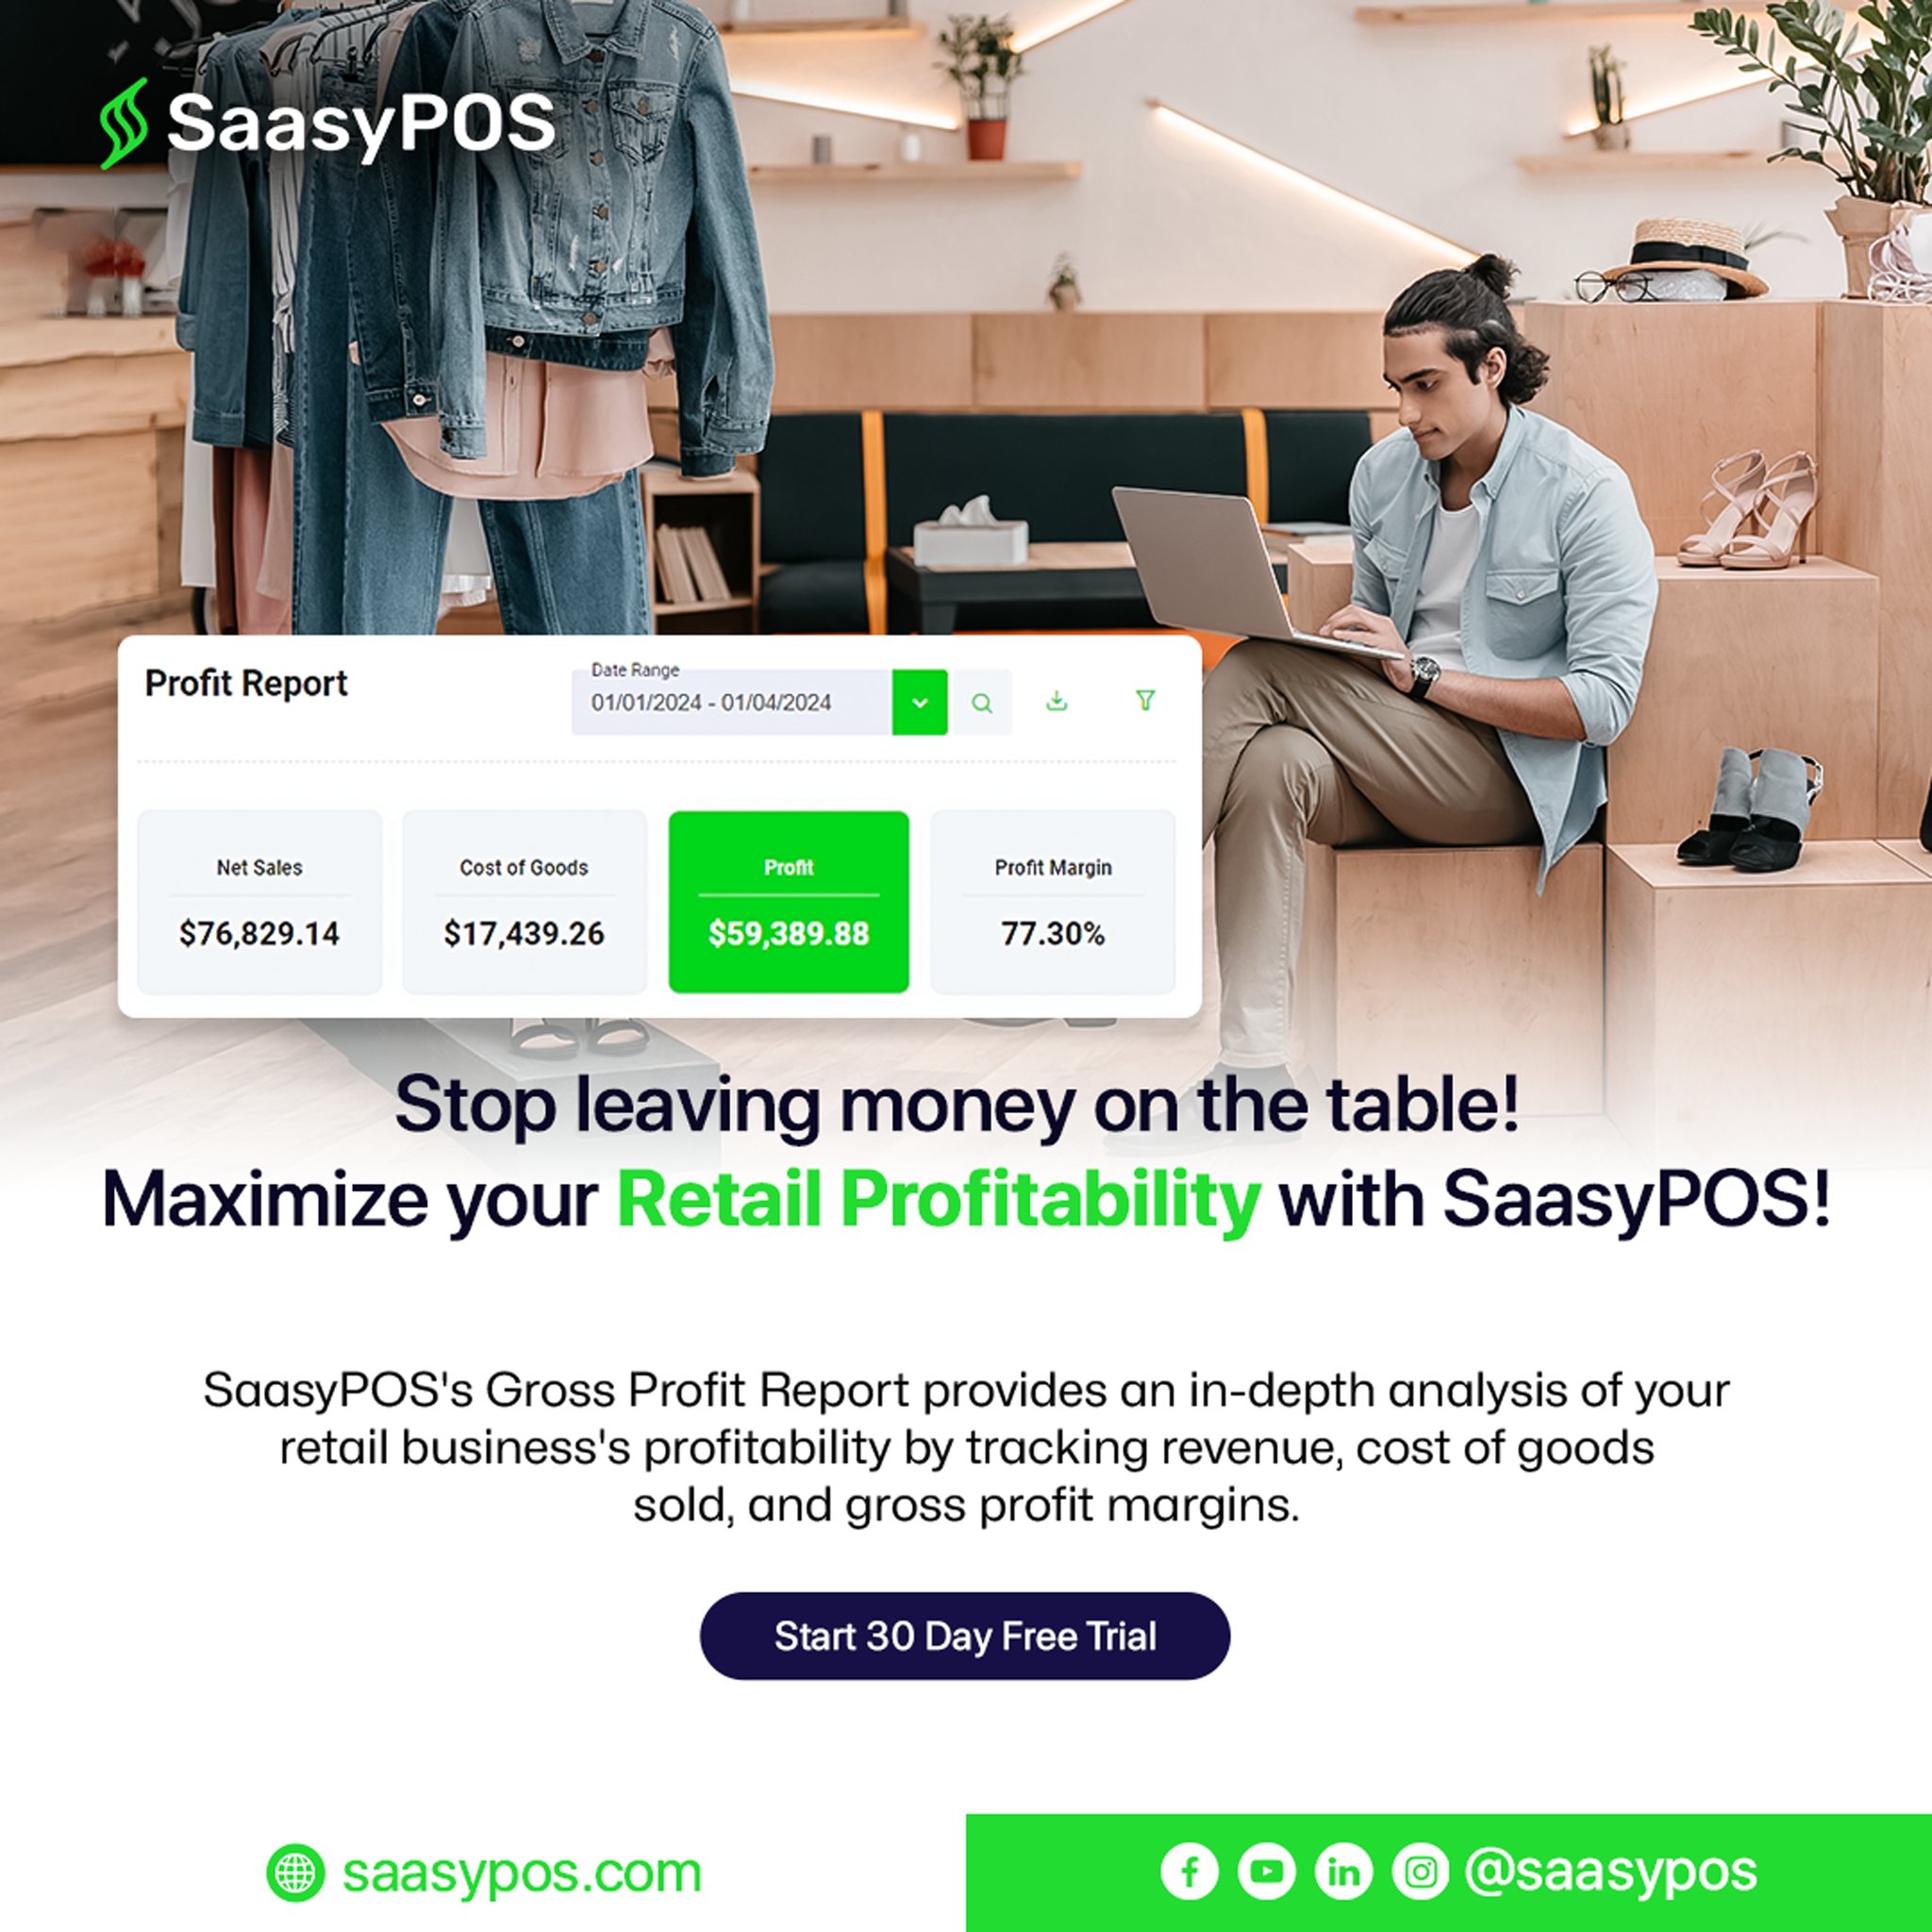 SaasyPOS
Profit Report
Date Range
01/01/2024 - 01/04/2024
Net Sales
$76,829.14
Cost of Goods
$17,439.26
Profit
$59,389.88
Profit Margin
77.30%
Stop leaving money on the table!
Maximize your Retail Profitability with SaasyPOS!
SaasyPOS's Gross Profit Report provides an in-depth analysis of your
retail business's profitability by tracking revenue, cost of goods
sold, and gross profit margins.
Start 30 Day Free Trial
saasypos.com
@saasypos